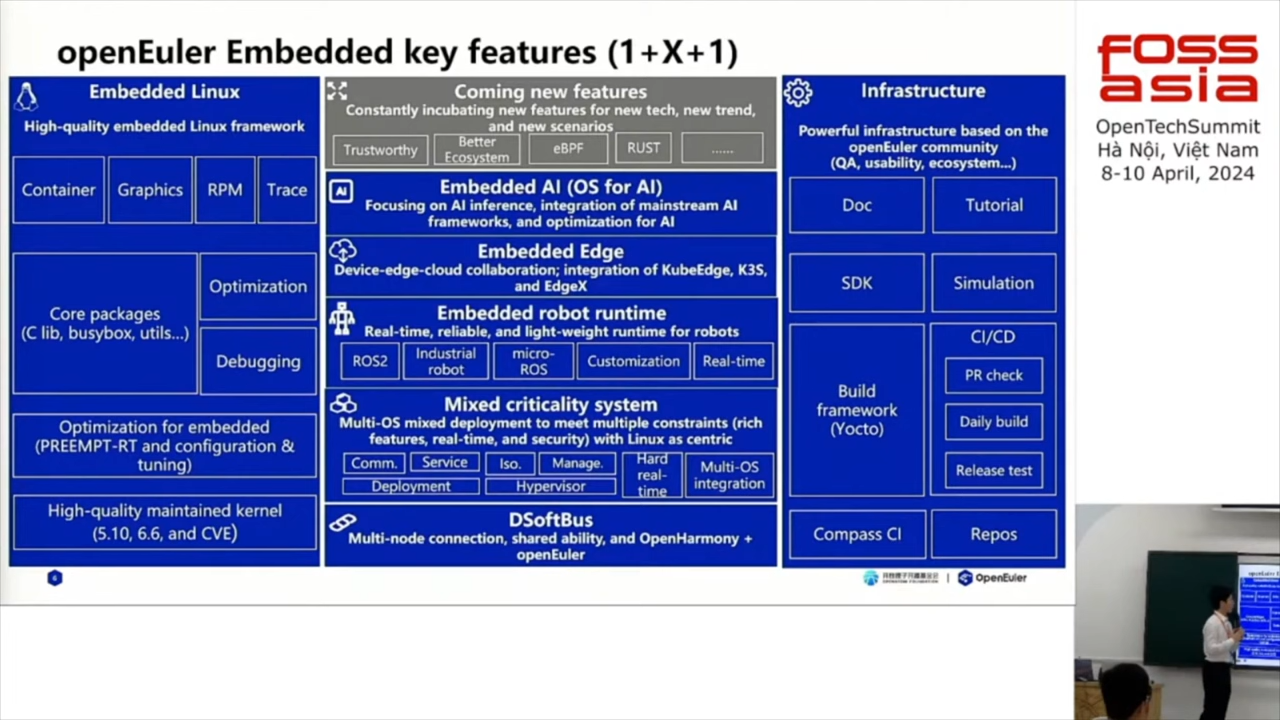 openEuler Embedded key features (1+X+1)
Embedded Linux
High-quality embedded Linux framework
Container
Graphics
RPM
Trace
Core packages
(C lib, busybox, utils...)
Optimization
Debugging
Optimization for embedded
(PREEMPT-RT and configuration &
tuning)
High-quality maintained kernel
(5.10, 6.6, and CVE)
Coming new features
Constantly incubating new features for new tech, new trend,
and new scenarios
Trustworthy
Better
Ecosystem
eBPF
RUST
......
AI
Embedded AI (OS for AI)
Focusing on AI inference, integration of mainstream AI
frameworks, and optimization for AI
Embedded Edge
Device-edge-cloud collaboration; integration of KubeEdge, K3S,
and EdgeX
Embedded robot runtime
Real-time, reliable, and light-weight runtime for robots
ROS2
Industrial
robot
micro-
ROS
Customization
Real-time
Mixed criticality system
Multi-OS mixed deployment to meet multiple constraints (rich
features, real-time, and security) with Linux as centric
Comm.
Service
Iso.
Manage.
Hard
real-
time
Multi-OS
integration
Deployment
Hypervisor
DSoftBus
Multi-node connection, shared ability, and OpenHarmony +
openEuler
Infrastructure
Powerful infrastructure based on the
openEuler community
(QA, usability, ecosystem...)
Doc
Tutorial
SDK
Simulation
Build
framework
(Yocto)
CI/CD
PR check
Daily build
Release test
Compass CI
Repos
6
OpenEuler
FOSS
asia
OpenTechSummit
Hà Nội, Việt Nam
8-10 April, 2024